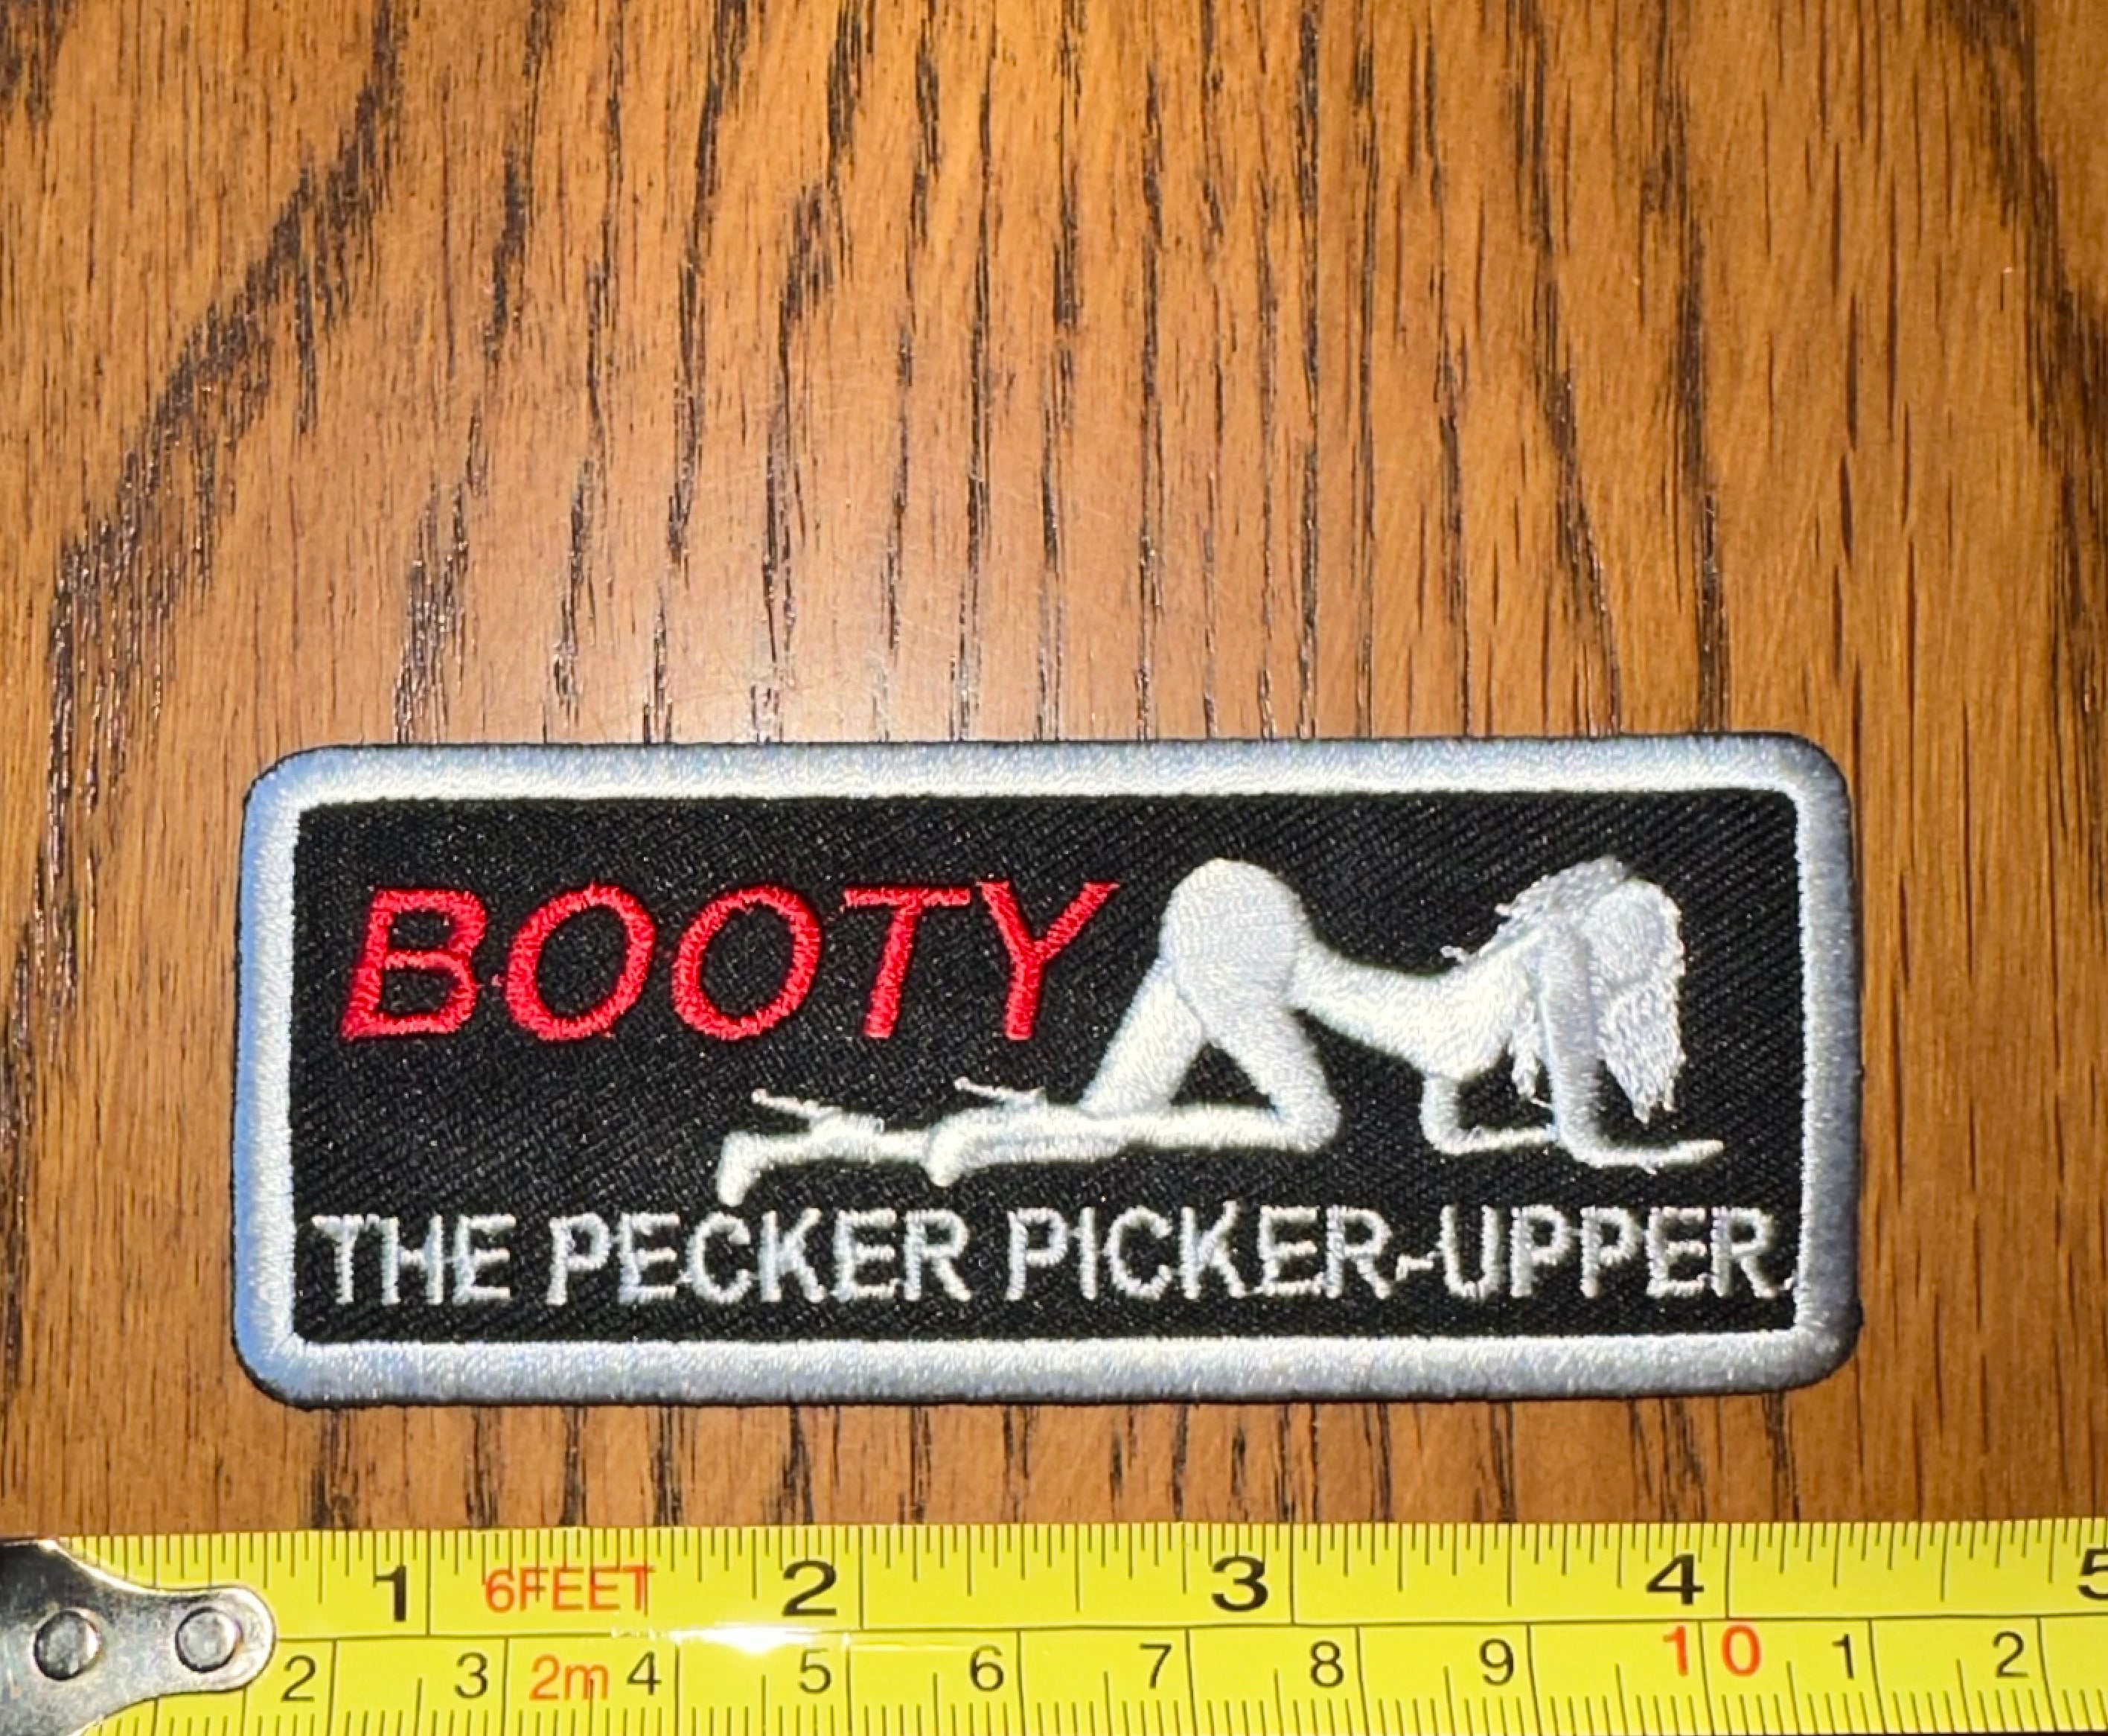 BOOTY
THE PECKER PICKER-UPPER
1 6FEET 2 3 4 5
2 3 2m 4 5 6 7 8 9 10 1 2